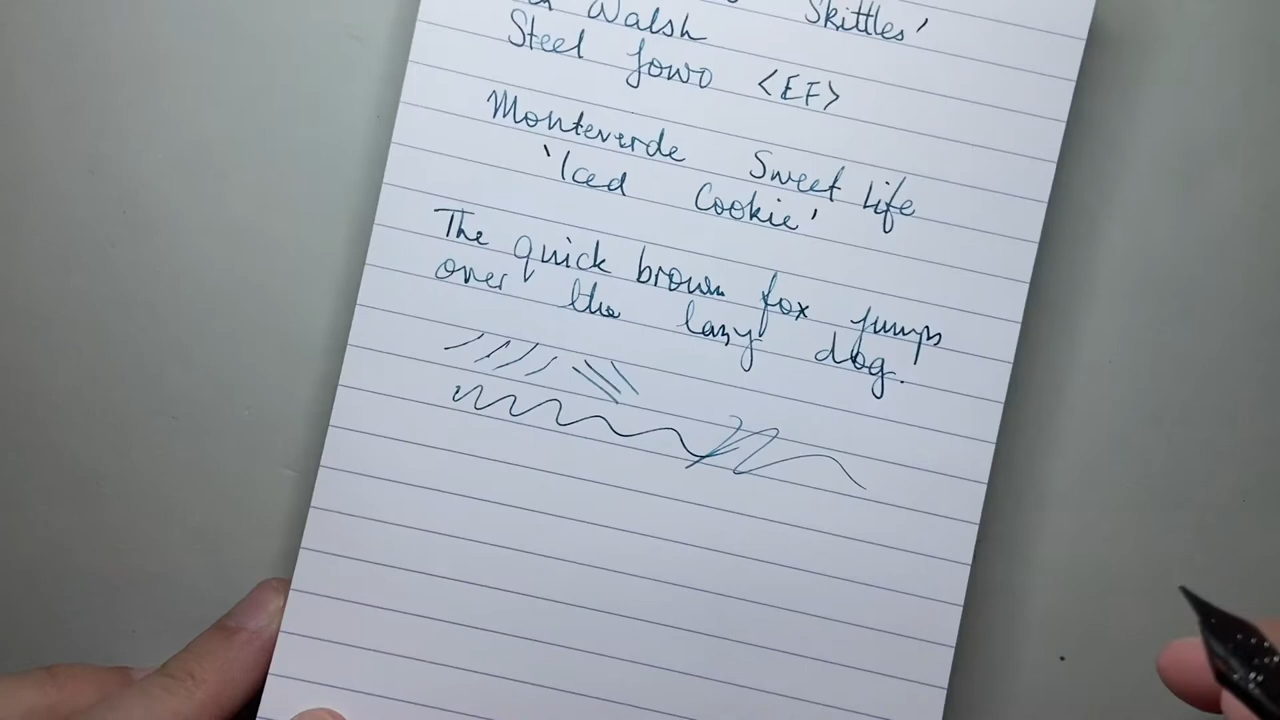 Skittles'
Walsh
Steel Jowo <EF>
Monteverde Sweet Life
'Iced Cookie'
The quick brown fox jumps
over the lazy dog.